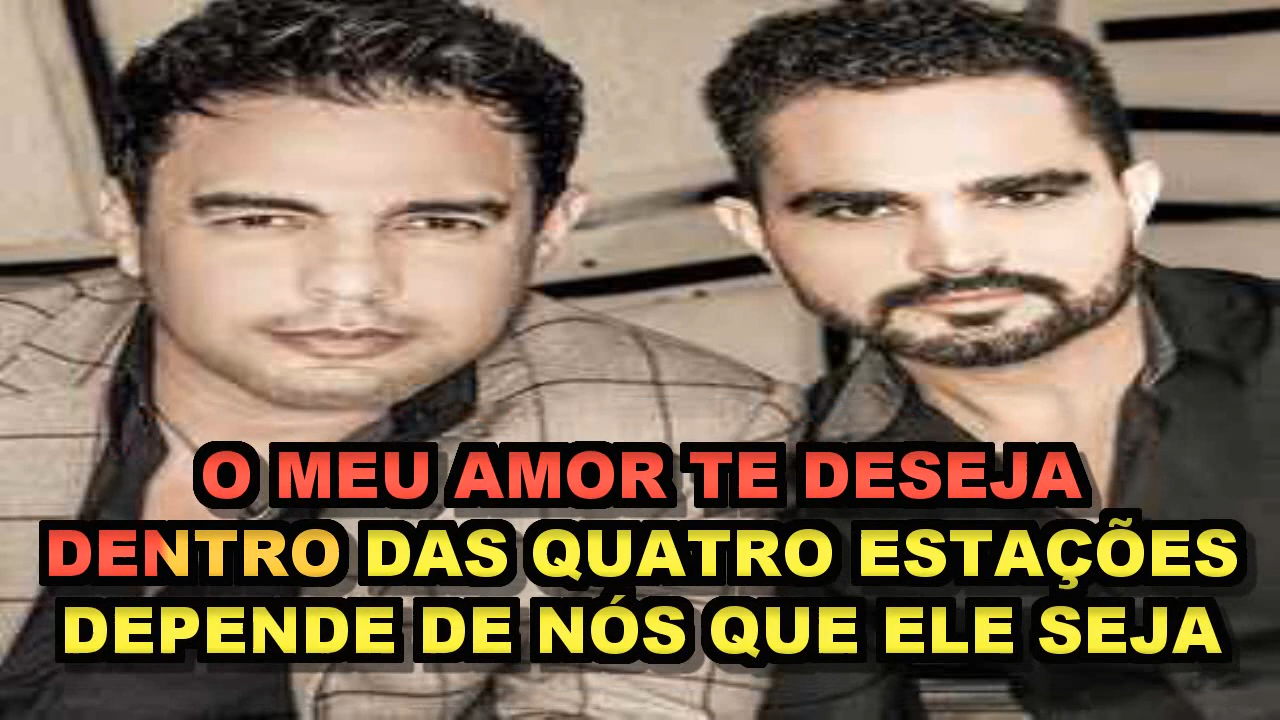 O MEU AMOR TE DESEJA
DENTRO DAS QUATRO ESTAÇÕES
DEPENDE DE NÓS QUE ELE SEJA